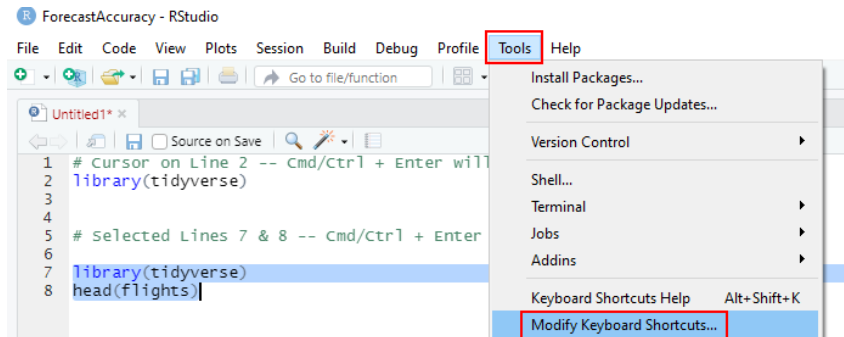 ForecastAccuracy - RStudio
File Edit Code View Plots Session Build Debug Profile Tools Help
Go to file/function
Install Packages...
Check for Package Updates...
Untitled1*
Source on Save
Version Control
1 # Cursor on Line 2 -- Cmd/Ctrl + Enter will
2 library(tidyverse)
3
Shell...
4
Terminal
5 # Selected Lines 7 & 8 -- Cmd/Ctrl + Enter
Jobs
6
Addins
7 library(tidyverse)
8 head(flights)
Keyboard Shortcuts Help Alt+Shift+K
Modify Keyboard Shortcuts...